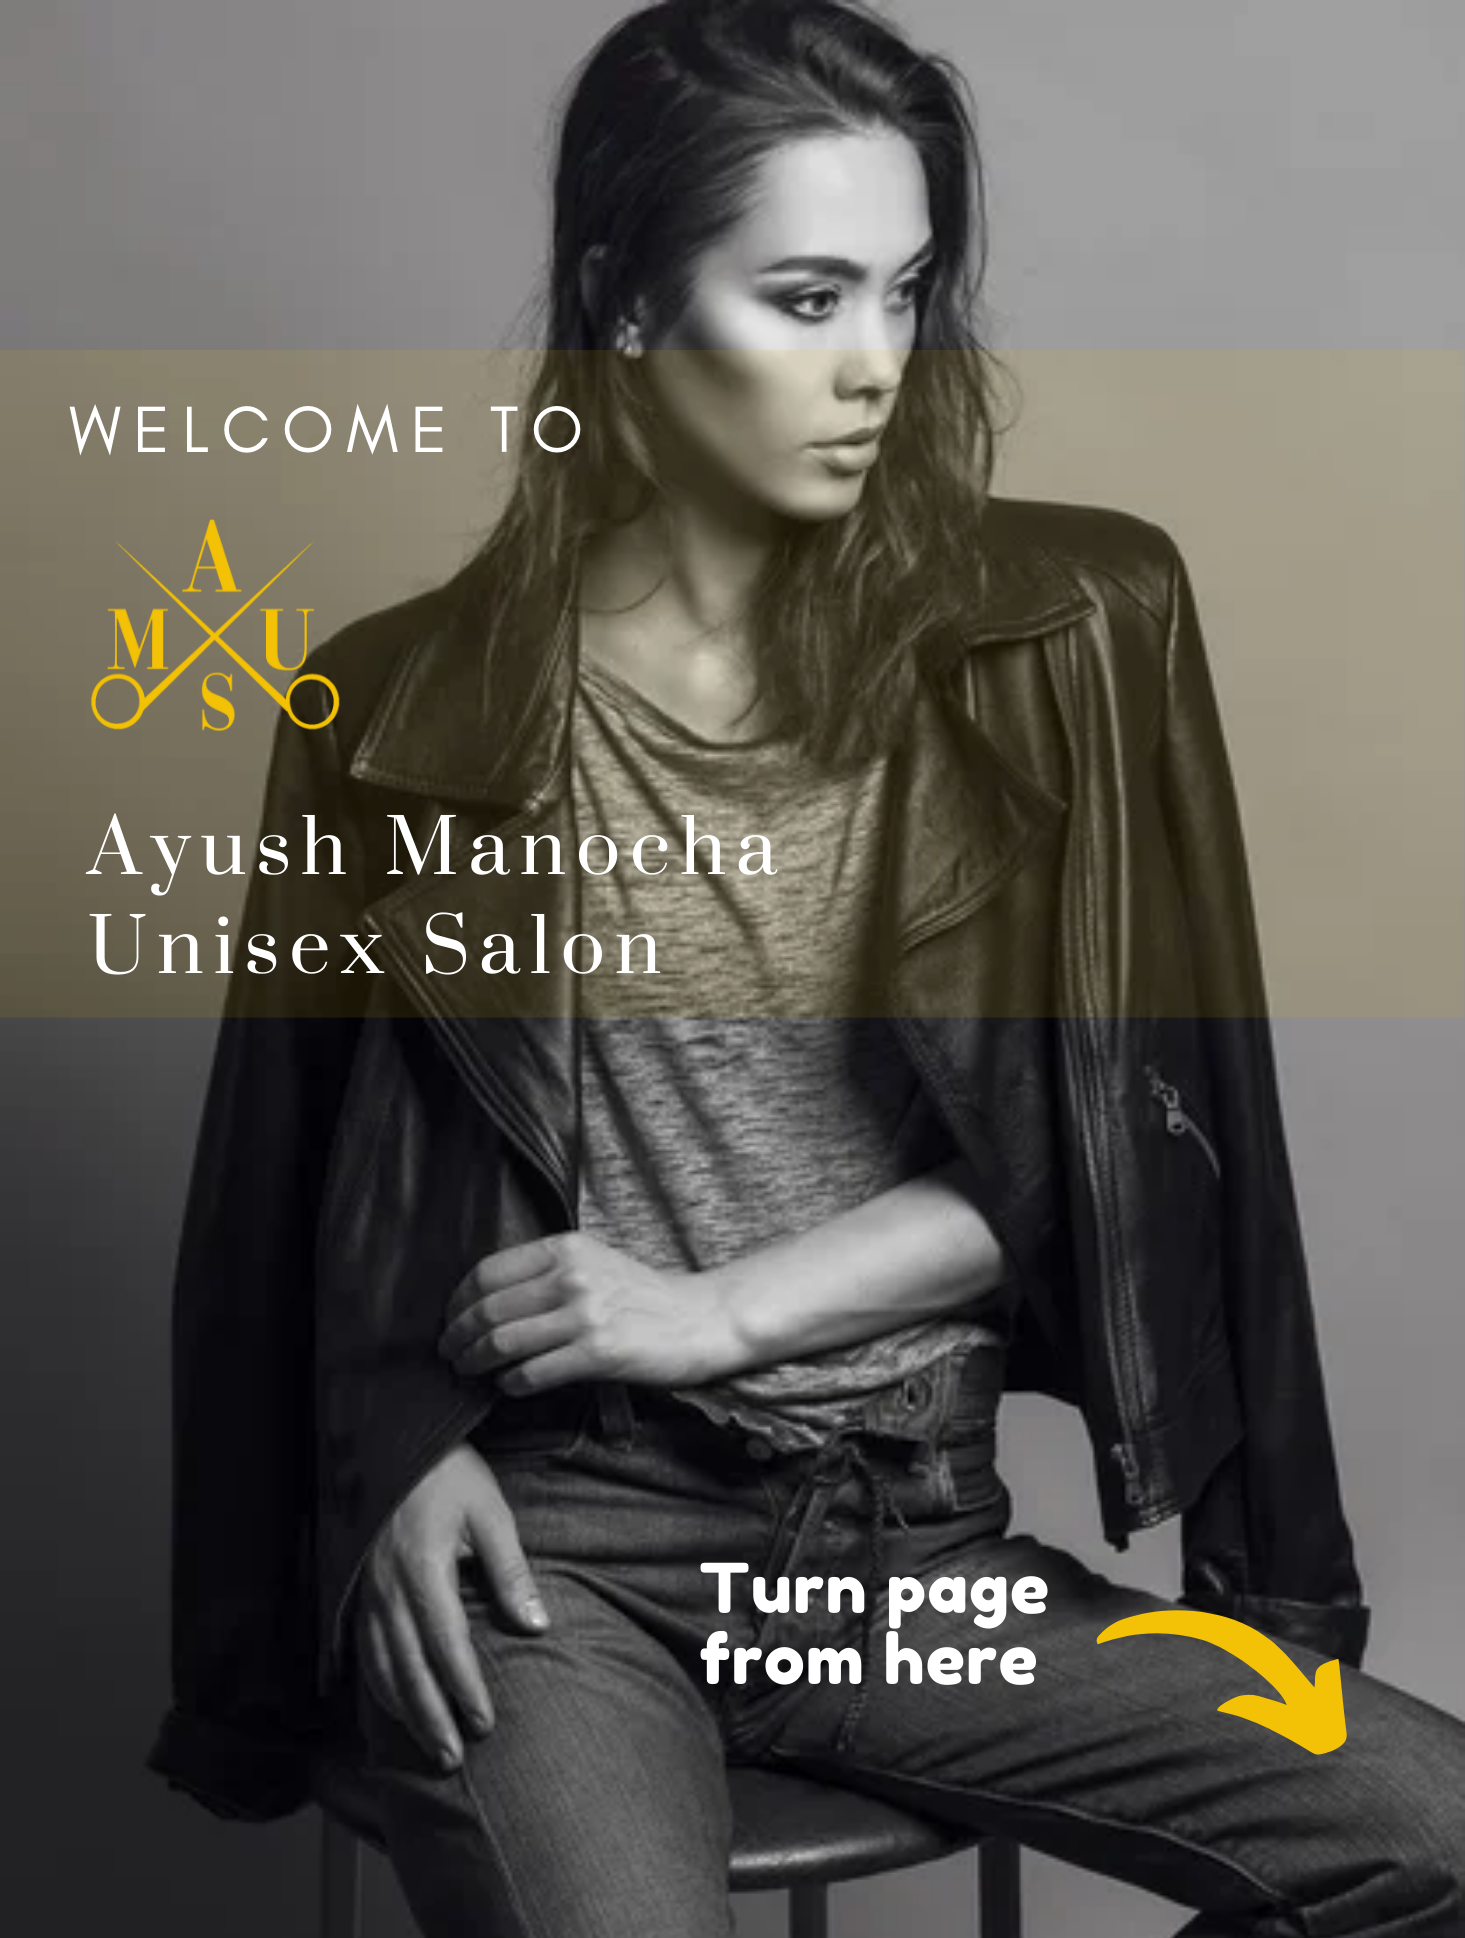 WELCOME TO
A
M U
S
Ayush Manocha
Unisex Salon
Turn page
from here